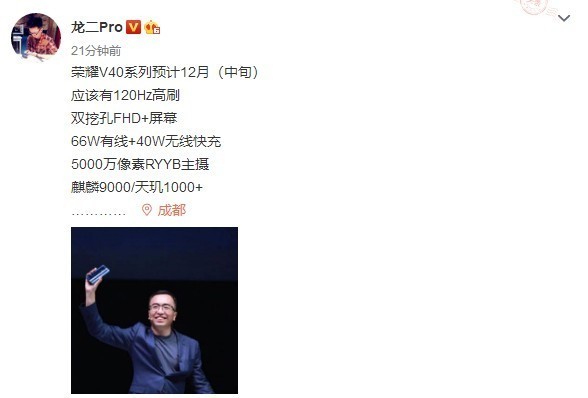 龙二Pro
21分钟前
荣耀V40系列预计12月（中旬）
应该有120Hz高刷
双挖孔FHD+屏幕
66W有线+40W无线快充
5000万像素RYYB主摄
麒麟9000/天玑1000+
………… 成都